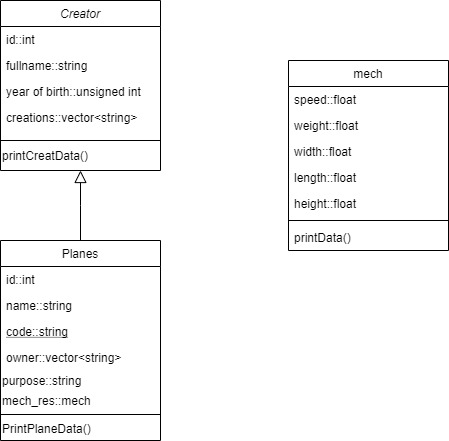 Creator
id::int
fullname::string
year of birth::unsigned int
creations::vector<string>
printCreatData()
Planes
id::int
name::string
code::string
owner::vector<string>
purpose::string
mech_res::mech
PrintPlaneData()
mech
speed::float
weight::float
width::float
length::float
height::float
printData()